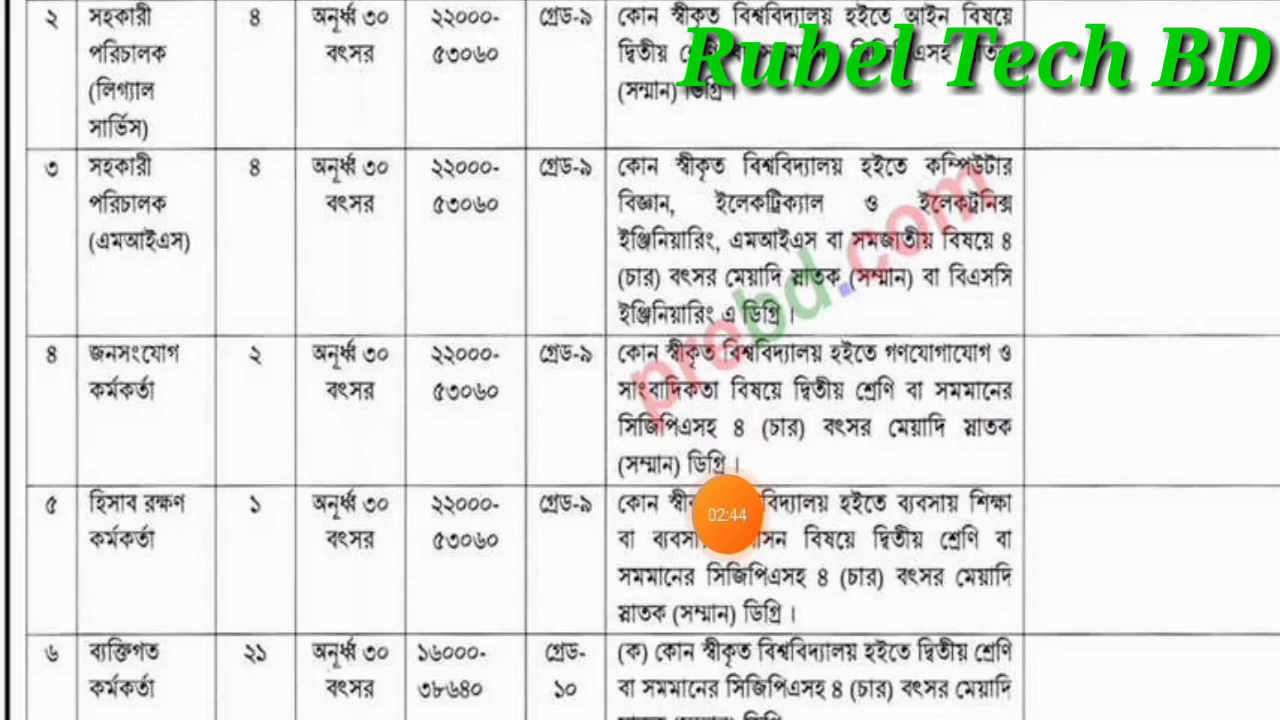 Rubel Tech BD
২ সহকারী ৪ অনূর্ধ্ব ৩০ ২২০০০- গ্রেড-৯ কোন স্বীকৃত বিশ্ববিদ্যালয় হইতে আইন বিষয়ে
পরিচালক বৎসর ৫৩০৬০ দ্বিতীয়
(লিগ্যাল (সম্মান) ডিগ্রি।
সার্ভিস)
৩ সহকারী ৪ অনূর্ধ্ব ৩০ ২২০০০- গ্রেড-৯ কোন স্বীকৃত বিশ্ববিদ্যালয় হইতে কম্পিউটার
পরিচালক বৎসর ৫৩০৬০ বিজ্ঞান, ইলেকট্রিক্যাল ও ইলেকট্রনিক্স
(এমআইএস) ইঞ্জিনিয়ারিং, এমআইএস বা সমজাতীয় বিষয়ে ৪
(চার) বৎসর মেয়াদি স্নাতক (সম্মান) বা বিএসসি
ইঞ্জিনিয়ারিং এ ডিগ্রি।
prebd.com
৪ জনসংযোগ ২ অনূর্ধ্ব ৩০ ২২০০০- গ্রেড-৯ কোন স্বীকৃত বিশ্ববিদ্যালয় হইতে গণযোগাযোগ ও
কর্মকর্তা বৎসর ৫৩০৬০ সাংবাদিকতা বিষয়ে দ্বিতীয় শ্রেণি বা সমমানের
সিজিপিএসহ ৪ (চার) বৎসর মেয়াদি স্নাতক
(সম্মান) ডিগ্রি।
৫ হিসাব রক্ষণ ১ অনূর্ধ্ব ৩০ ২২০০০- গ্রেড-৯ কোন হইতে ব্যবসায় শিক্ষা
02:44
কর্মকর্তা বৎসর ৫৩০৬০ বা বিষয়ে দ্বিতীয় শ্রেণি বা
সমমানের সিজিপিএসহ ৪ (চার) বৎসর মেয়াদি
স্নাতক (সম্মান) ডিগ্রি।
৬ ব্যক্তিগত ২১ অনূর্ধ্ব ৩০ ১৬০০০- গ্রেড- (ক) কোন স্বীকৃত বিশ্ববিদ্যালয় হইতে দ্বিতীয় শ্রেণি
কর্মকর্তা বৎসর ৩৮৬৪০ ১০ বা সমমানের সিজিপিএসহ ৪ (চার) বৎসর মেয়াদি